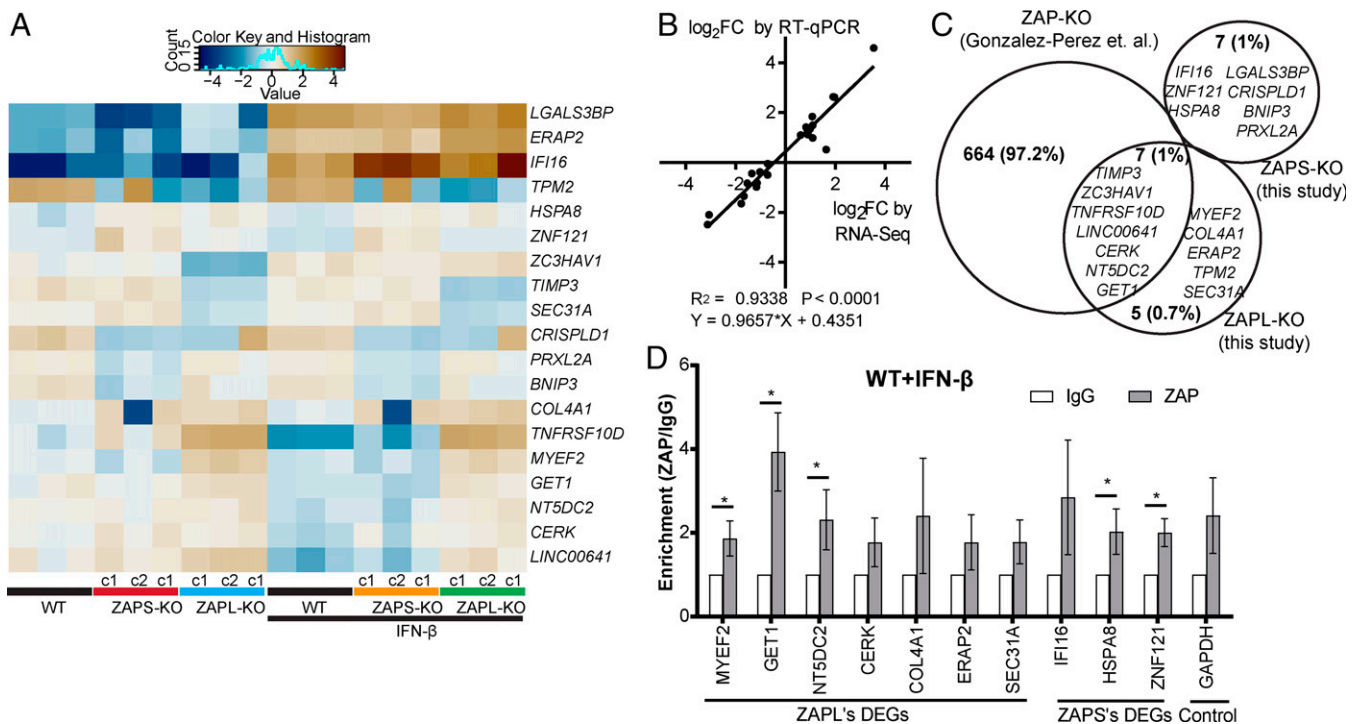 A
Color Key and Histogram
Count
0 15
−4 −2 0 2 4
Value
LGALS3BP
ERAP2
IFI16
TPM2
HSPA8
ZNF121
ZC3HAV1
TIMP3
SEC31A
CRISPLD1
PRXL2A
BNIP3
COL4A1
TNFRSF10D
MYEF2
GET1
NT5DC2
CERK
LINC00641
c1 c2 c1 c1 c2 c1 c1 c2 c1 c1 c2 c1
WT ZAPS-KO ZAPL-KO WT ZAPS-KO ZAPL-KO
IFN-β
B
log2FC by RT-qPCR
4
2
−4 −2 2 4
-2
-4
log2FC by
RNA-Seq
R2 = 0.9338 P < 0.0001
Y = 0.9657*X + 0.4351
C
ZAP-KO
(Gonzalez-Perez et. al.)
7 (1%)
IFI16 LGALS3BP
ZNF121 CRISPLD1
HSPA8 BNIP3
PRXL2A
ZAPS-KO
(this study)
664 (97.2%)
7 (1%)
TIMP3
ZC3HAV1
TNFRSF10D
LINC00641
CERK
NT5DC2
GET1
MYEF2
COL4A1
ERAP2
TPM2
SEC31A
5 (0.7%)
ZAPL-KO
(this study)
D
WT+IFN-β
IgG ZAP
Enrichment (ZAP/IgG)
6
4
2
0
* * * * *
MYEF2
GET1
NT5DC2
CERK
COL4A1
ERAP2
SEC31A
IFI16
HSPA8
ZNF121
GAPDH
ZAPL's DEGs ZAPS's DEGs Control